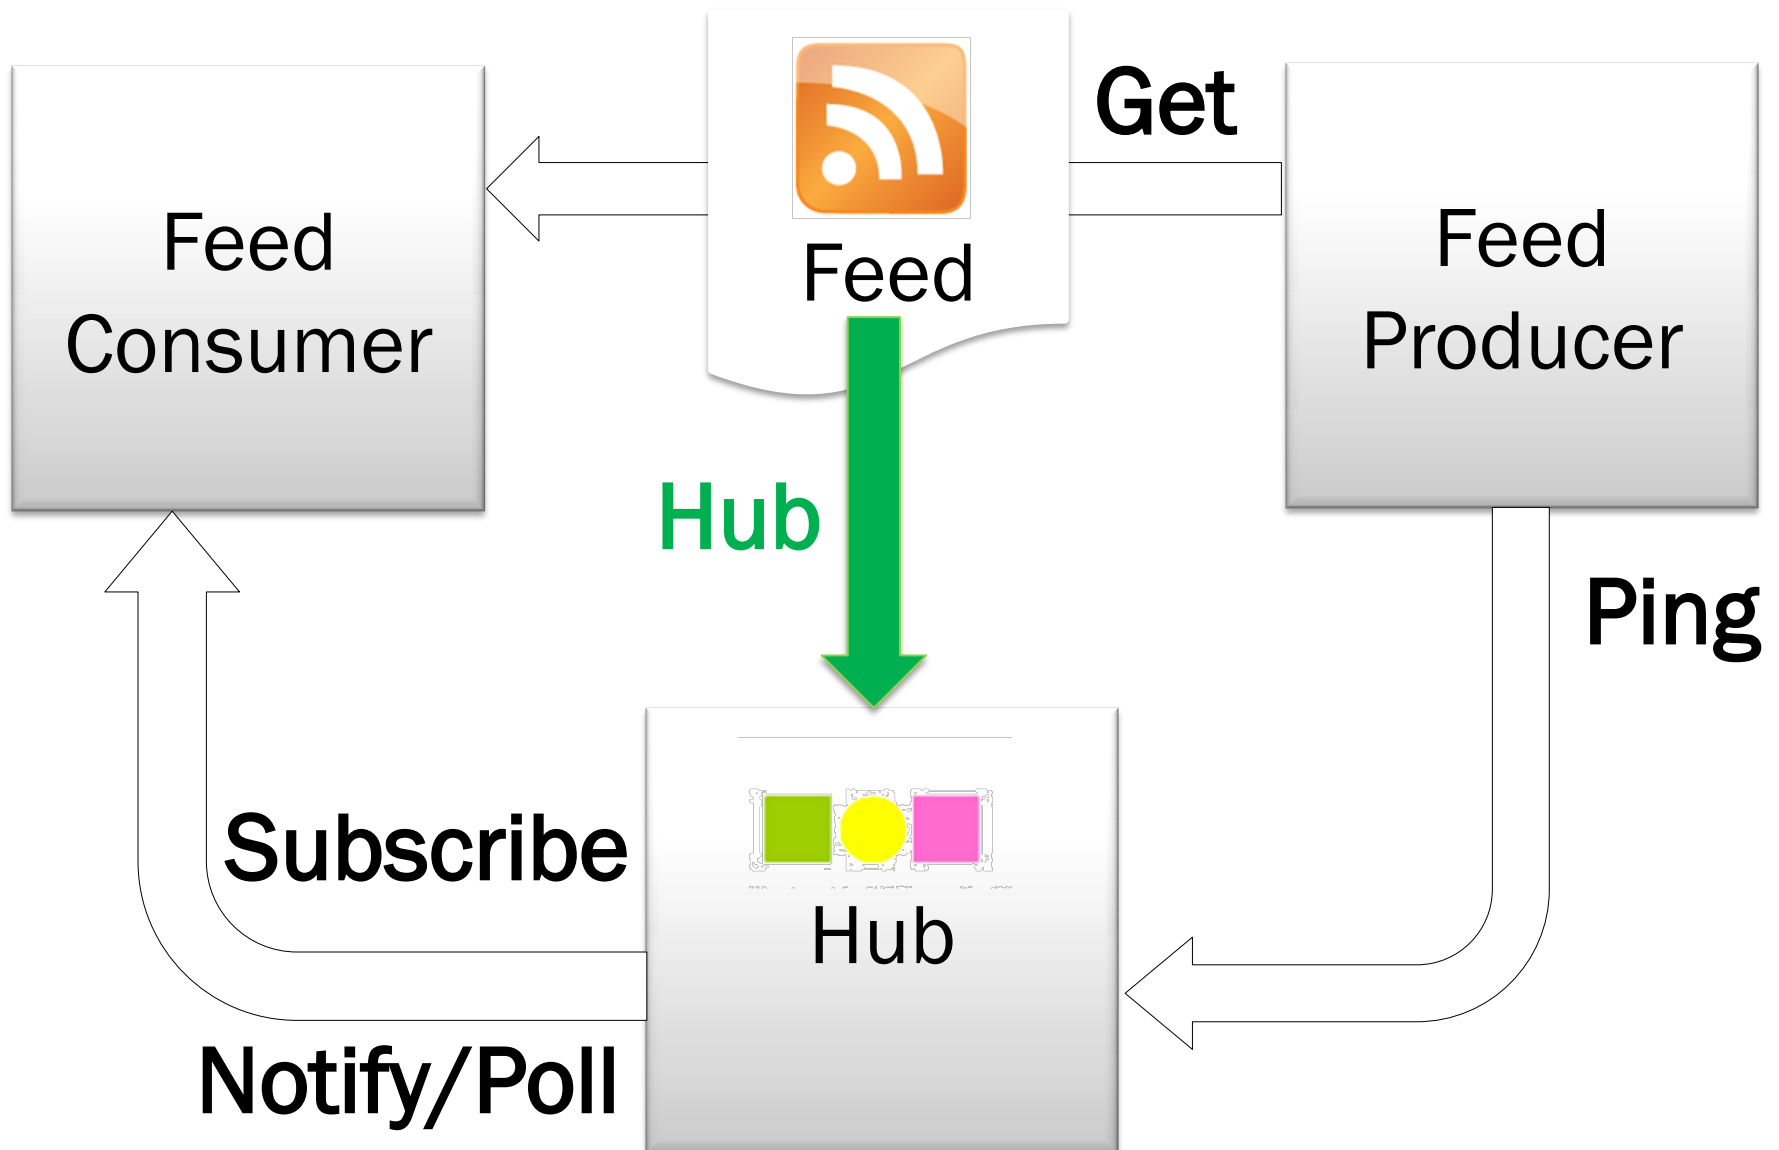 Get
Feed
Consumer
Feed
Feed
Producer
Hub
Ping
Subscribe
Hub
Notify/Poll